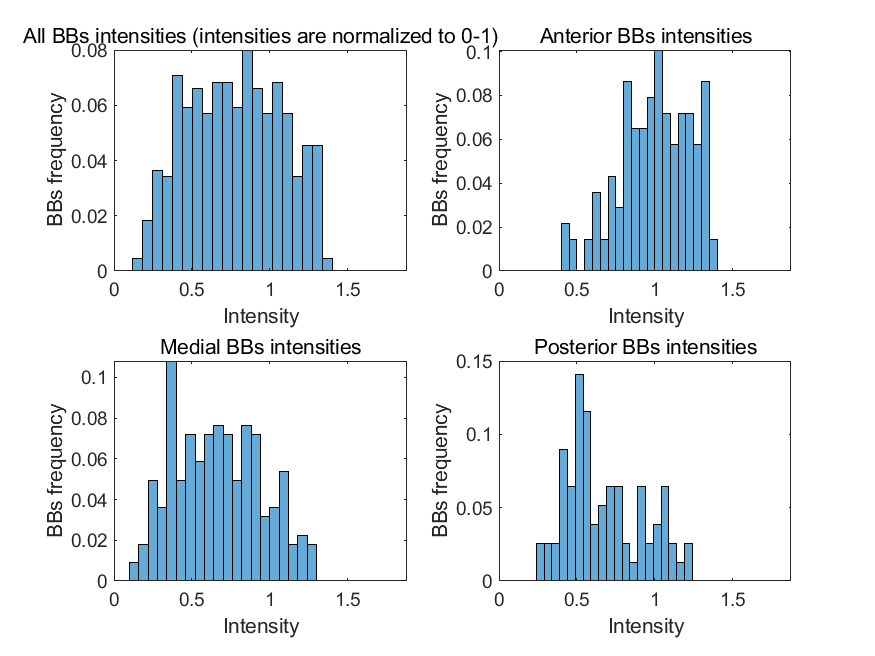 All BBs intensities (intensities are normalized to 0-1)
0.08
0.06
0.04
0.02
0
BBs frequency
0 0.5 1 1.5
Intensity
Anterior BBs intensities
0.1
0.08
0.06
0.04
0.02
0
BBs frequency
0 0.5 1 1.5
Intensity
Medial BBs intensities
0.1
0.08
0.06
0.04
0.02
0
BBs frequency
0 0.5 1 1.5
Intensity
Posterior BBs intensities
0.15
0.1
0.05
0
BBs frequency
0 0.5 1 1.5
Intensity